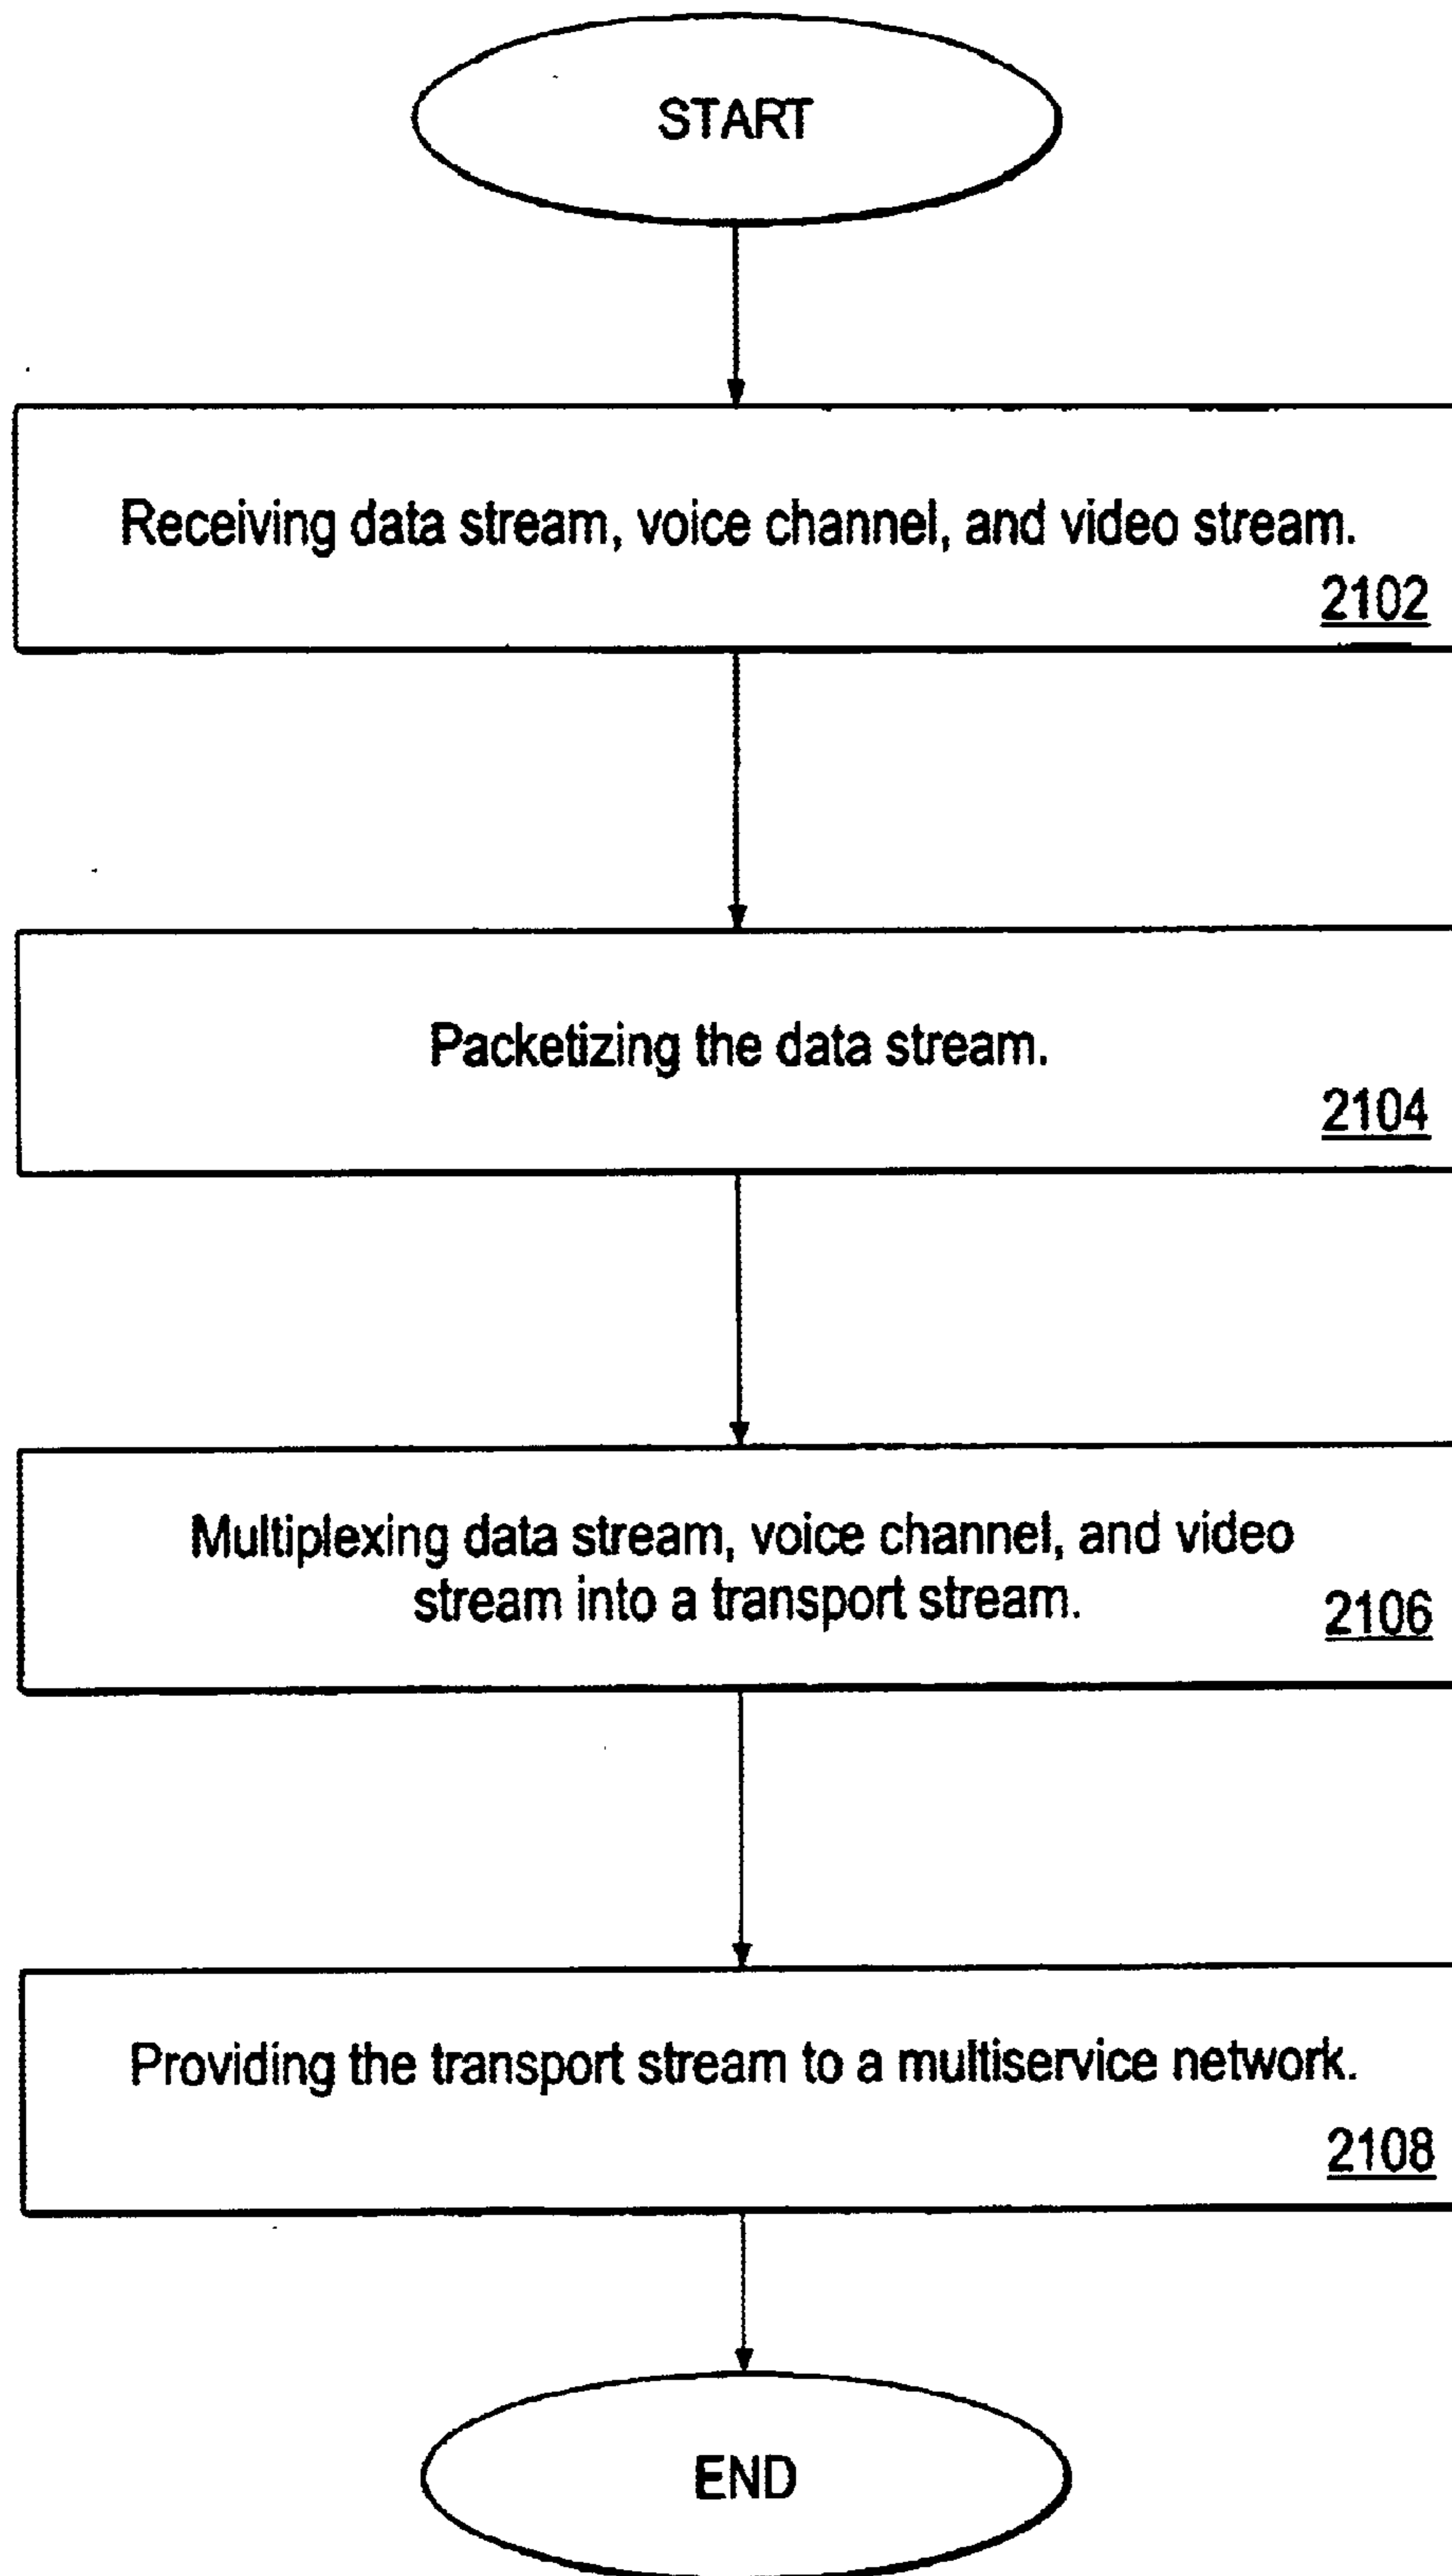 START
Receiving data stream, voice channel, and video stream.
2102
Packetizing the data stream.
2104
Multiplexing data stream, voice channel, and video
stream into a transport stream.
2106
Providing the transport stream to a multiservice network.
2108
END